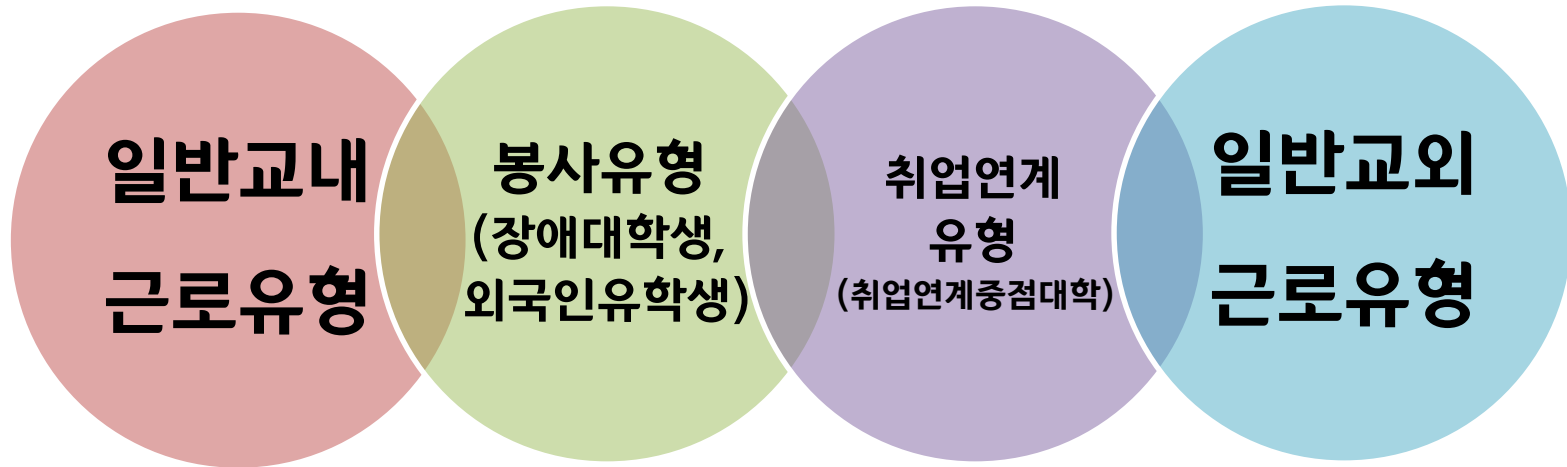 일반교내
근로유형
봉사유형
(장애대학생,
외국인유학생)
취업연계
유형
(취업연계중점대학)
일반교외
근로유형